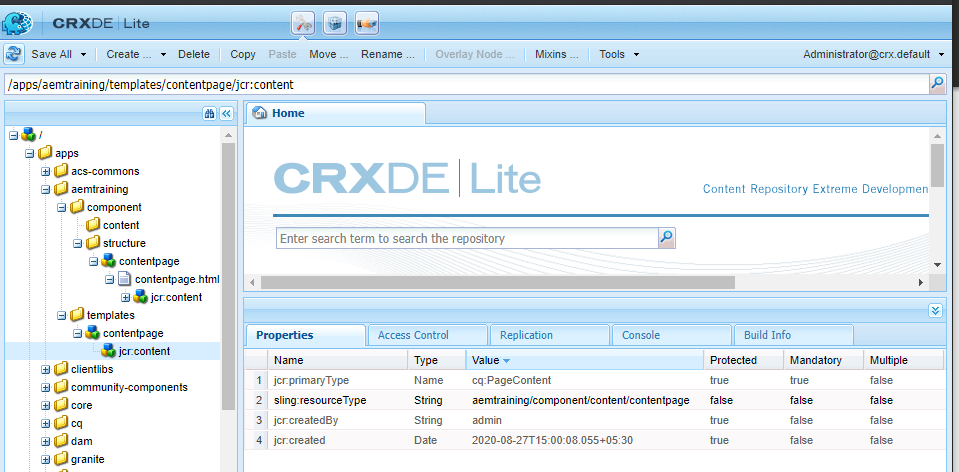 CRXDE | Lite
Save All Create ... Delete Copy Paste Move ... Rename ... Overlay Node ... Mixins ... Tools Administrator@crx.default
/apps/aemtraining/templates/contentpage/jcr:content
/
apps
acs-commons
aemtraining
component
content
structure
contentpage
contentpage.html
jcr:content
templates
contentpage
jcr:content
clientlibs
community-components
core
cq
dam
granite
Home
CRXDE | Lite
Content Repository Extreme Developmen
Enter search term to search the repository
Properties Access Control Replication Console Build Info
Name Type Value Protected Mandatory Multiple
1 jcr:primaryType Name cq:PageContent true true false
2 sling:resourceType String aemtraining/component/content/contentpage false false false
3 jcr:createdBy String admin true false false
4 jcr:created Date 2020-08-27T15:00:08.055+05:30 true false false